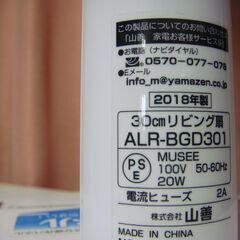 この製品についてのお問い合わ
「山善 家電お客様サービス係
お電話(ナビダイヤル)
0570-077-078
●Eメール
info_m@yamazen.co.jp
2018年製
30cmリビング扇
ALR-BGD301
MUSEE
100V 50-60Hz
20W
PSE
電流ヒューズ 2A
株式会社 山善
MADE IN CHINA